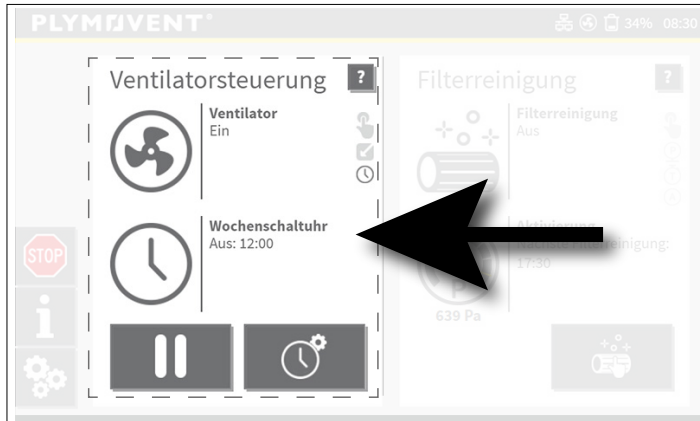 PLYMOVENT®
34% 08:30
Ventilatorsteuerung ?
Ventilator
Ein
Wochenschaltuhr
Aus: 12:00
Filterreinigung ?
Filterreinigung
Aus
Aktivierung
Filterreinigung:
17:30
639 Pa
STOP